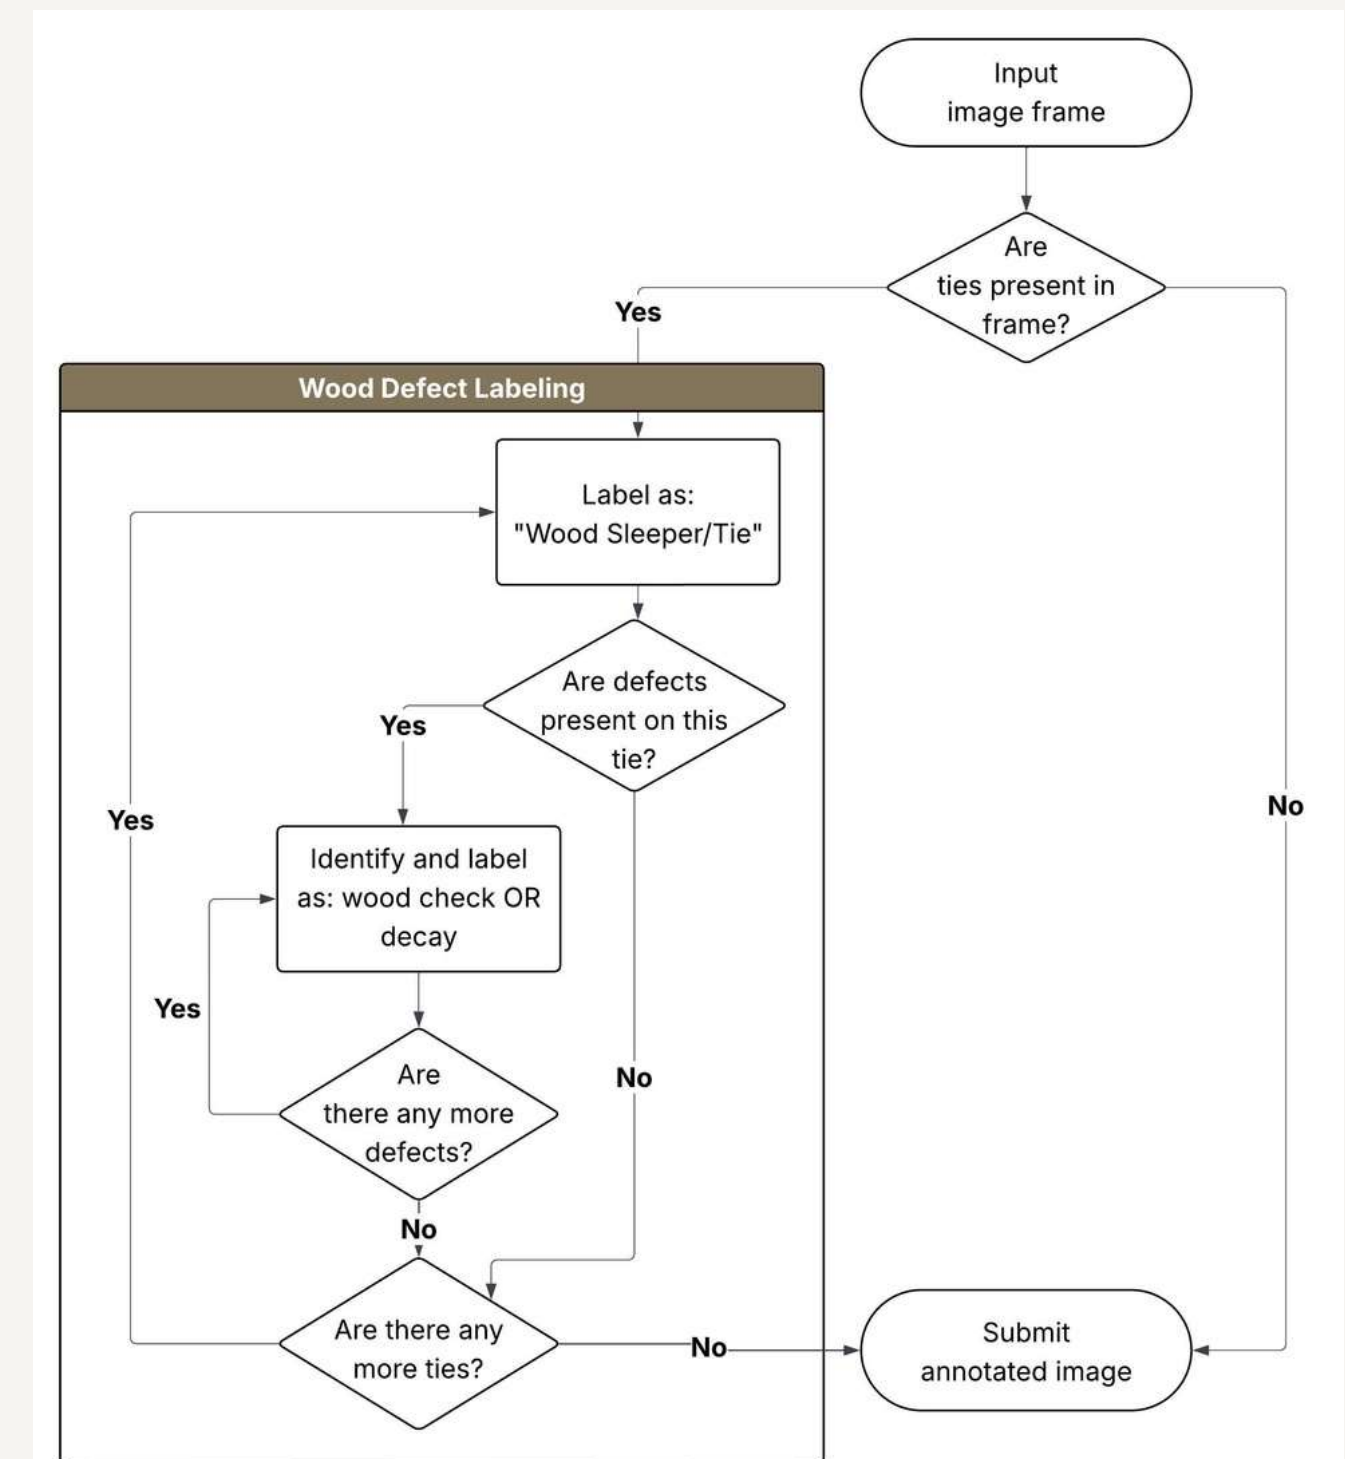 Input
image frame
Are
ties present in
frame?
Yes
No
Wood Defect Labeling
Label as:
"Wood Sleeper/Tie"
Are defects
present on this
tie?
Yes
No
Identify and label
as: wood check OR
decay
Are
there any more
defects?
Yes
No
Are there any
more ties?
Yes
No
Submit
annotated image